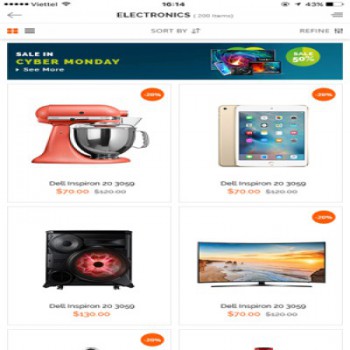 Viettel 16:14 43%
ELECTRONICS ( 200 items)
SORT BY REFINE
SALE IN
CYBER MONDAY
▸ See More
SALE
50%
-20%
-20%
Dell Inspiron 20 3059
$70.00 $120.00
Dell Inspiron 20 3059
$70.00 $120.00
-20%
Dell Inspiron 20 3059
$130.00
Dell Inspiron 20 3059
$70.00 $120.00
-20%